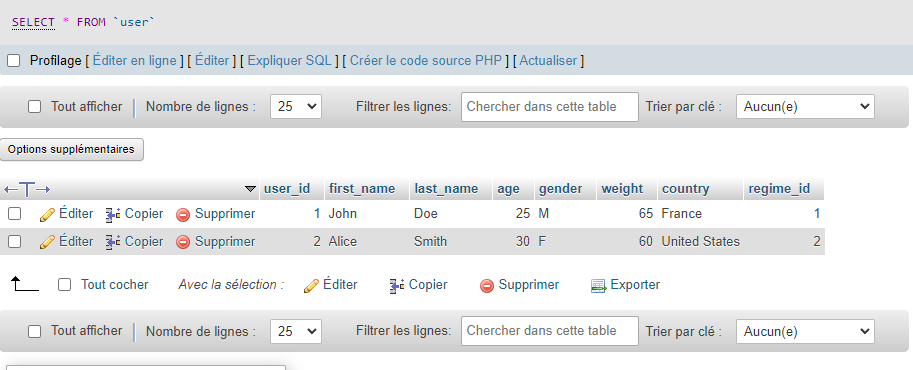 SELECT * FROM `user`
Profilage [ Éditer en ligne ] [ Éditer ] [ Expliquer SQL ] [ Créer le code source PHP ] [ Actualiser ]
Tout afficher Nombre de lignes : 25 Filtrer les lignes: Chercher dans cette table Trier par clé : Aucun(e)
Options supplémentaires
user_id first_name last_name age gender weight country regime_id
Éditer Copier Supprimer 1 John Doe 25 M 65 France 1
Éditer Copier Supprimer 2 Alice Smith 30 F 60 United States 2
Tout cocher Avec la sélection : Éditer Copier Supprimer Exporter
Tout afficher Nombre de lignes : 25 Filtrer les lignes: Chercher dans cette table Trier par clé : Aucun(e)